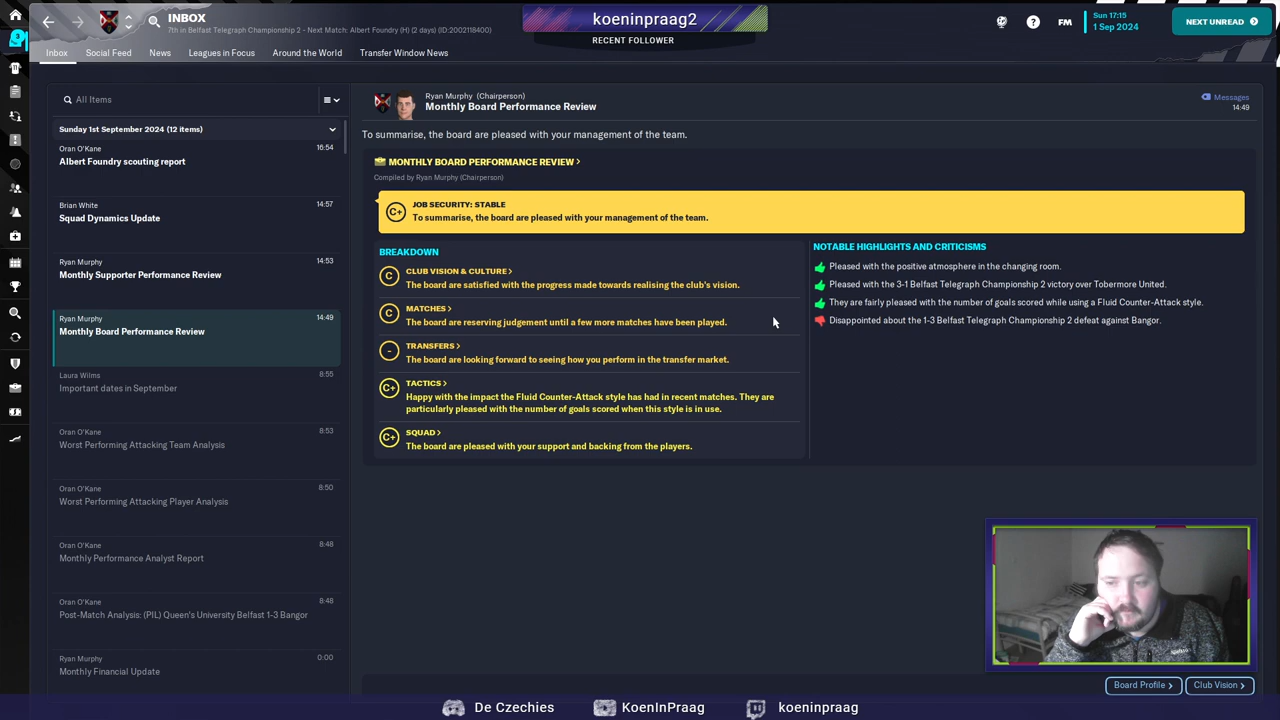 koeninpraag2
RECENT FOLLOWER
INBOX
7th in Belfast Telegraph Championship 2 - Next Match: Albert Foundry (H) (2 days) (ID:2002118400)
FM
Sun 17:15
1 Sep 2024
NEXT UNREAD
Inbox
Social Feed
News
Leagues in Focus
Around the World
Transfer Window News
All Items
Sunday 1st September 2024 (12 items)
Oran O'Kane 16:54
Albert Foundry scouting report
Brian White 14:57
Squad Dynamics Update
Ryan Murphy 14:53
Monthly Supporter Performance Review
Ryan Murphy 14:49
Monthly Board Performance Review
Laura Wilms 8:55
Important dates in September
Oran O'Kane 8:53
Worst Performing Attacking Team Analysis
Oran O'Kane 8:50
Worst Performing Attacking Player Analysis
Oran O'Kane 8:48
Monthly Performance Analyst Report
Oran O'Kane 8:48
Post-Match Analysis: (PIL) Queen's University Belfast 1-3 Bangor
Ryan Murphy 0:00
Monthly Financial Update
Ryan Murphy (Chairperson)
Monthly Board Performance Review
Messages
14:49
To summarise, the board are pleased with your management of the team.
MONTHLY BOARD PERFORMANCE REVIEW >
Compiled by Ryan Murphy (Chairperson)
C+
JOB SECURITY: STABLE
To summarise, the board are pleased with your management of the team.
BREAKDOWN
C
CLUB VISION & CULTURE >
The board are satisfied with the progress made towards realising the club's vision.
C
MATCHES >
The board are reserving judgement until a few more matches have been played.
-
TRANSFERS >
The board are looking forward to seeing how you perform in the transfer market.
C+
TACTICS >
Happy with the impact the Fluid Counter-Attack style has had in recent matches. They are
particularly pleased with the number of goals scored when this style is in use.
C+
SQUAD >
The board are pleased with your support and backing from the players.
NOTABLE HIGHLIGHTS AND CRITICISMS
Pleased with the positive atmosphere in the changing room.
Pleased with the 3-1 Belfast Telegraph Championship 2 victory over Tobermore United.
They are fairly pleased with the number of goals scored while using a Fluid Counter-Attack style.
Disappointed about the 1-3 Belfast Telegraph Championship 2 defeat against Bangor.
Board Profile >
Club Vision >
De Czechies
KoenInPraag
koeninpraag